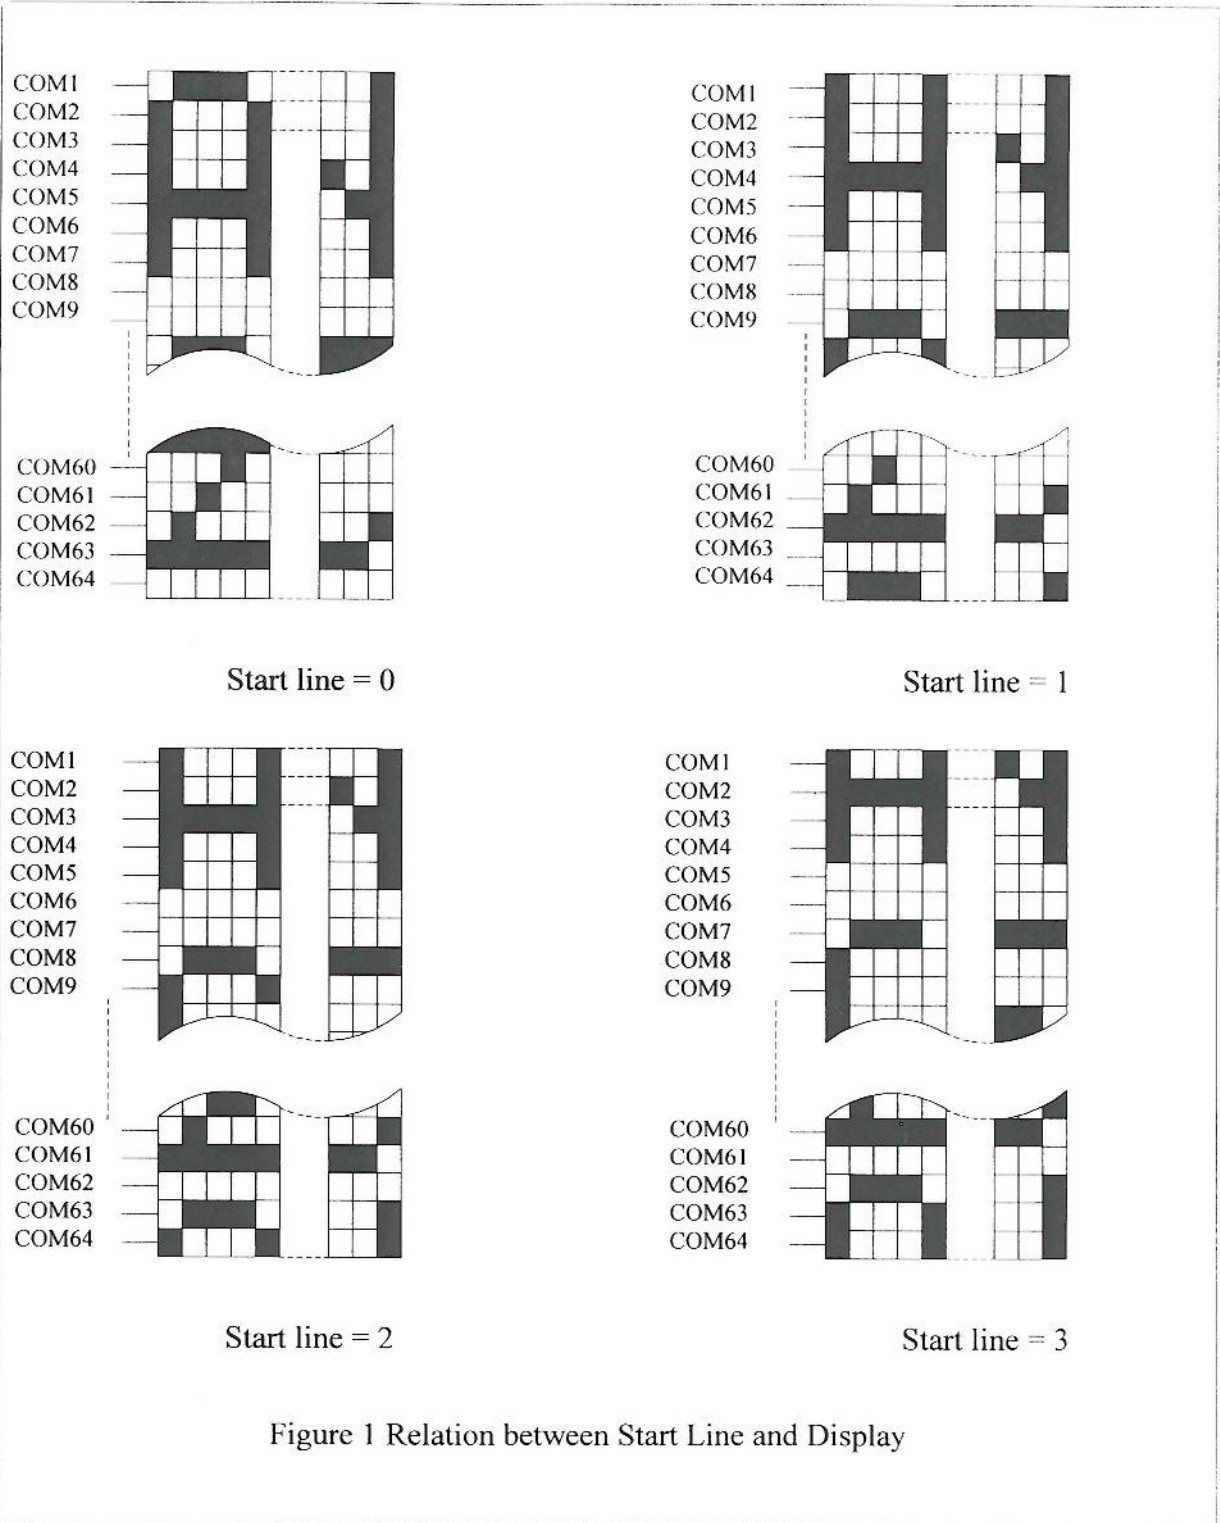 COM1
COM2
COM3
COM4
COM5
COM6
COM7
COM8
COM9
COM60
COM61
COM62
COM63
COM64
Start line = 0
COM1
COM2
COM3
COM4
COM5
COM6
COM7
COM8
COM9
COM60
COM61
COM62
COM63
COM64
Start line = 1
COM1
COM2
COM3
COM4
COM5
COM6
COM7
COM8
COM9
COM60
COM61
COM62
COM63
COM64
Start line = 2
COM1
COM2
COM3
COM4
COM5
COM6
COM7
COM8
COM9
COM60
COM61
COM62
COM63
COM64
Start line = 3
Figure 1 Relation between Start Line and Display